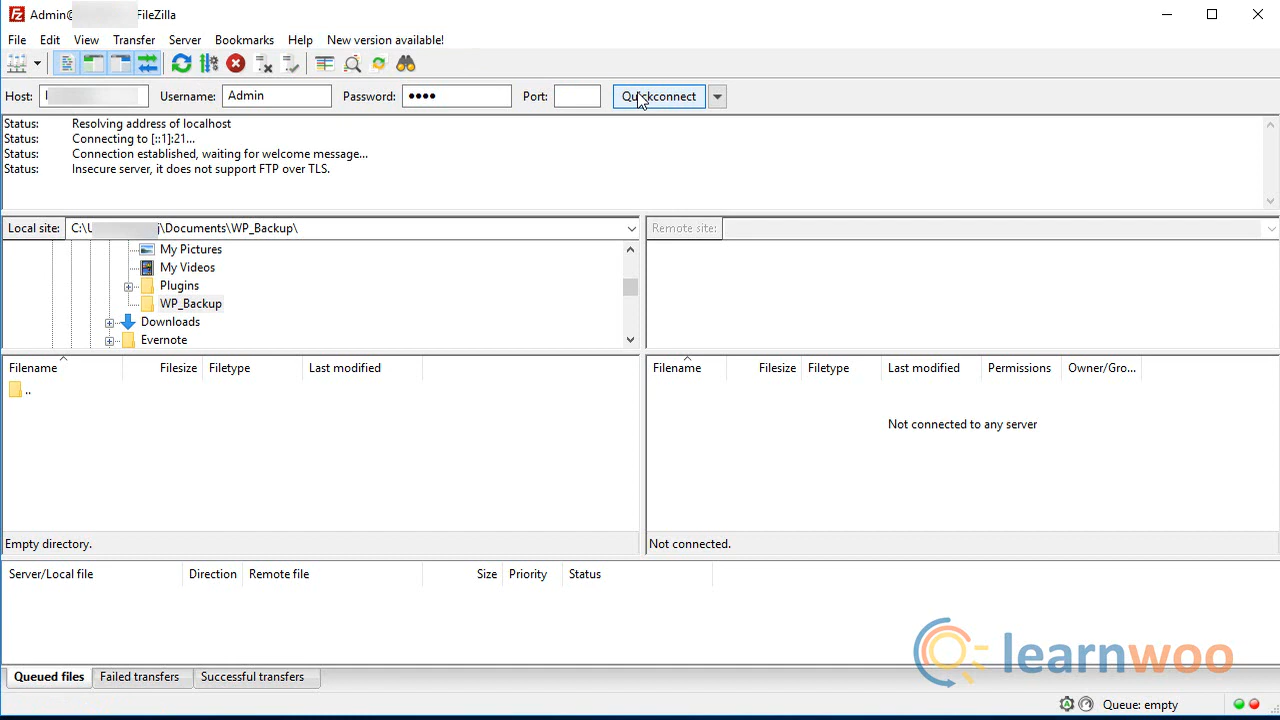 Admin@ FileZilla
File Edit View Transfer Server Bookmarks Help New version available!
Host: Username: Admin Password: •••• Port: Quickconnect
Status: Resolving address of localhost
Status: Connecting to [::1]:21...
Status: Connection established, waiting for welcome message...
Status: Insecure server, it does not support FTP over TLS.
Local site: C:\U j\Documents\WP_Backup\ Remote site:
My Pictures
My Videos
Plugins
WP_Backup
Downloads
Evernote
Filename Filesize Filetype Last modified Filename Filesize Filetype Last modified Permissions Owner/Gro...
..
Not connected to any server
Empty directory. Not connected.
Server/Local file Direction Remote file Size Priority Status
learnwoo
Queued files Failed transfers Successful transfers
Queue: empty